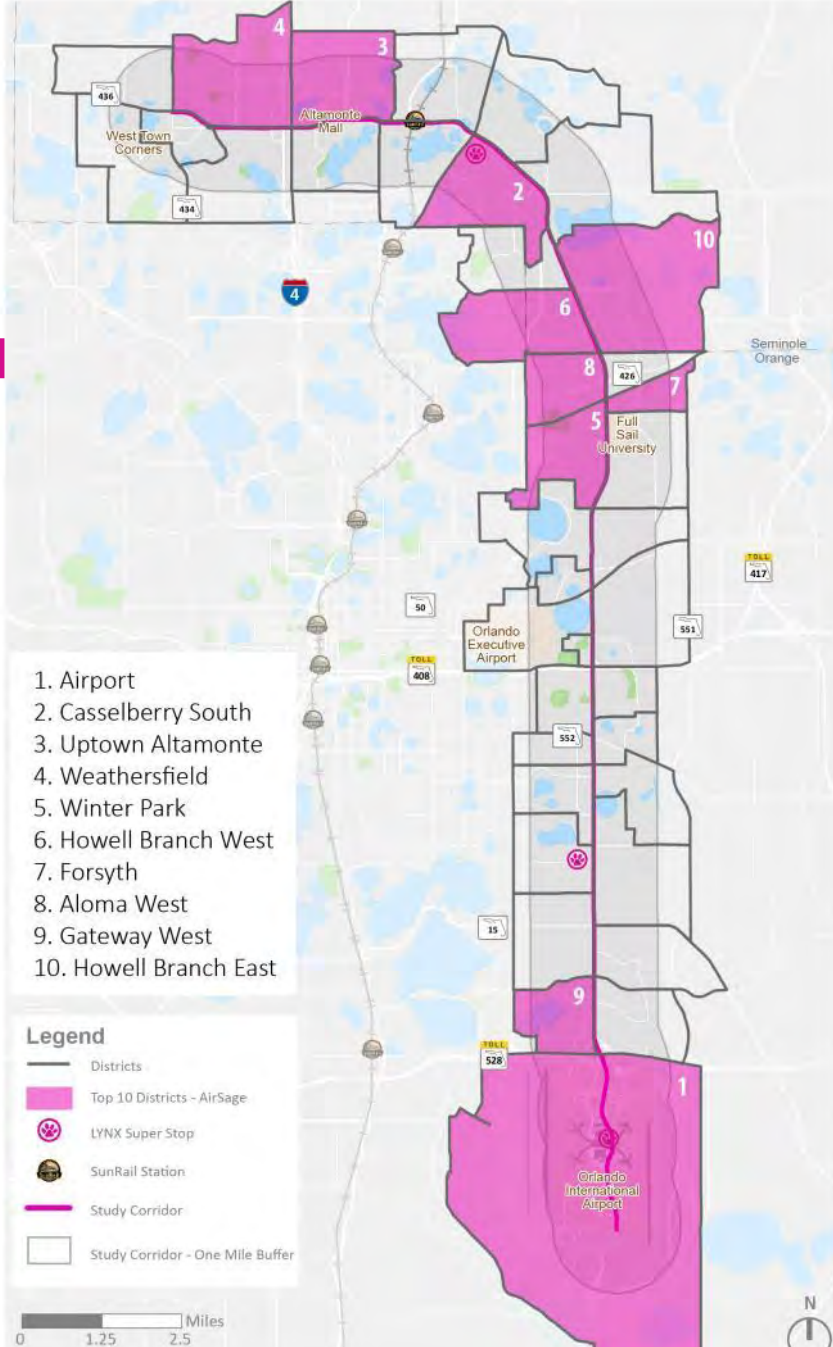 4
3
436
Altamonte
Mall
West Town
Corners
2
434
10
4
6
Seminole
Orange
8
426
7
5
Full
Sail
University
TOLL
417
50
551
Orlando
Executive
Airport
TOLL
408
552
1. Airport
2. Casselberry South
3. Uptown Altamonte
4. Weathersfield
5. Winter Park
6. Howell Branch West
7. Forsyth
8. Aloma West
9. Gateway West
10. Howell Branch East
15
9
TOLL
528
1
Orlando
International
Airport
Legend
Districts
Top 10 Districts - AirSage
LYNX Super Stop
SunRail Station
Study Corridor
Study Corridor - One Mile Buffer
Miles
0 1.25 2.5
N